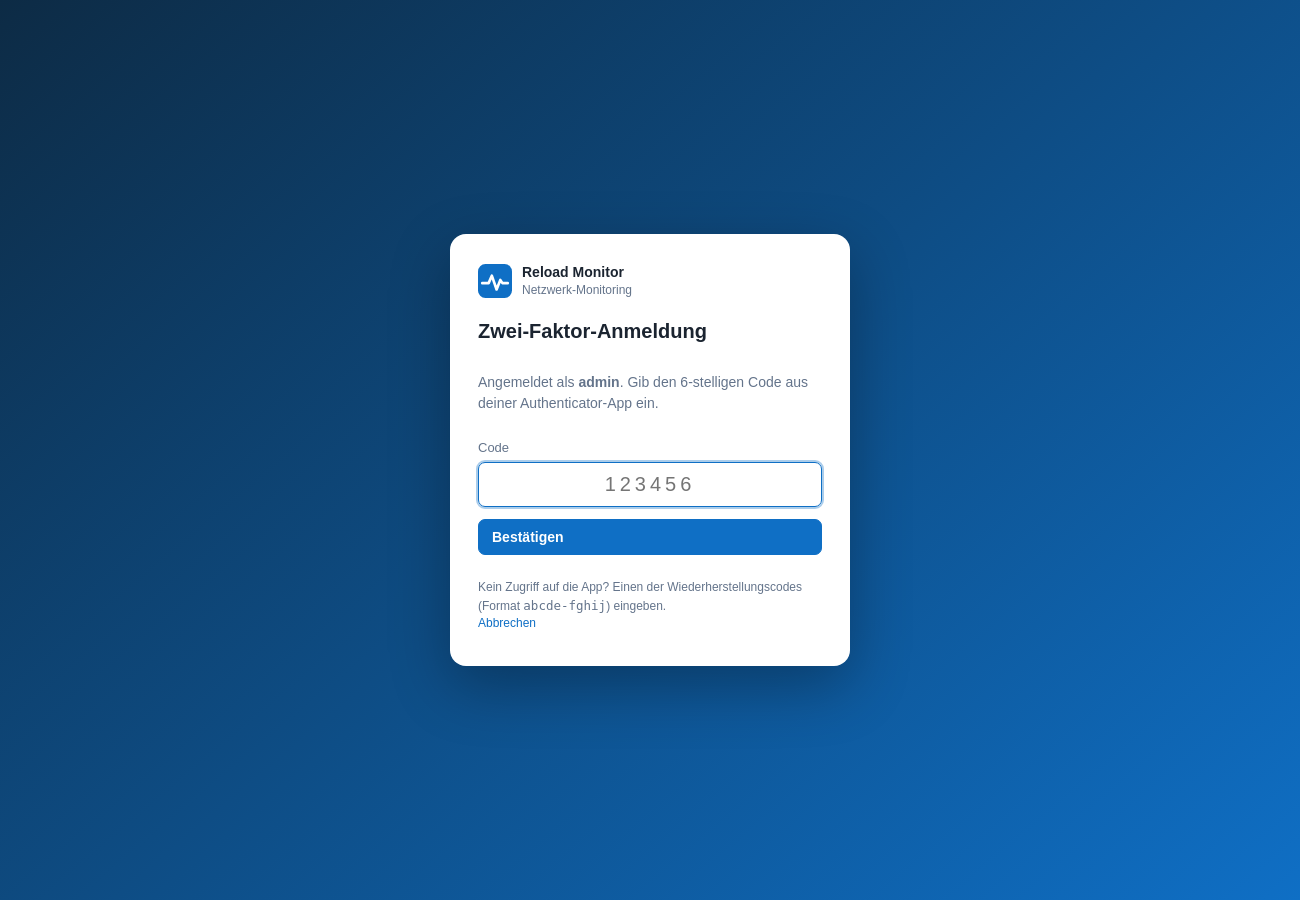 Reload Monitor
Netzwerk-Monitoring
Zwei-Faktor-Anmeldung
Angemeldet als admin. Gib den 6-stelligen Code aus
deiner Authenticator-App ein.
Code
123456
Bestätigen
Kein Zugriff auf die App? Einen der Wiederherstellungscodes
(Format abcde-fghij) eingeben.
Abbrechen